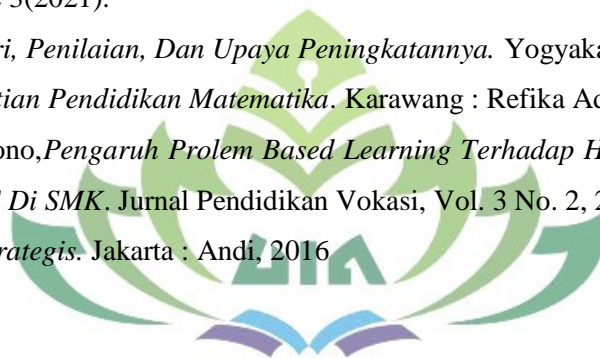 3(2021).
ri, Penilaian, Dan Upaya Peningkatannya. Yogyaka
tian Pendidikan Matematika. Karawang : Refika Ad
ono,Pengaruh Prolem Based Learning Terhadap H
Di SMK. Jurnal Pendidikan Vokasi, Vol. 3 No. 2, 2
rategis. Jakarta : Andi, 2016
UIN